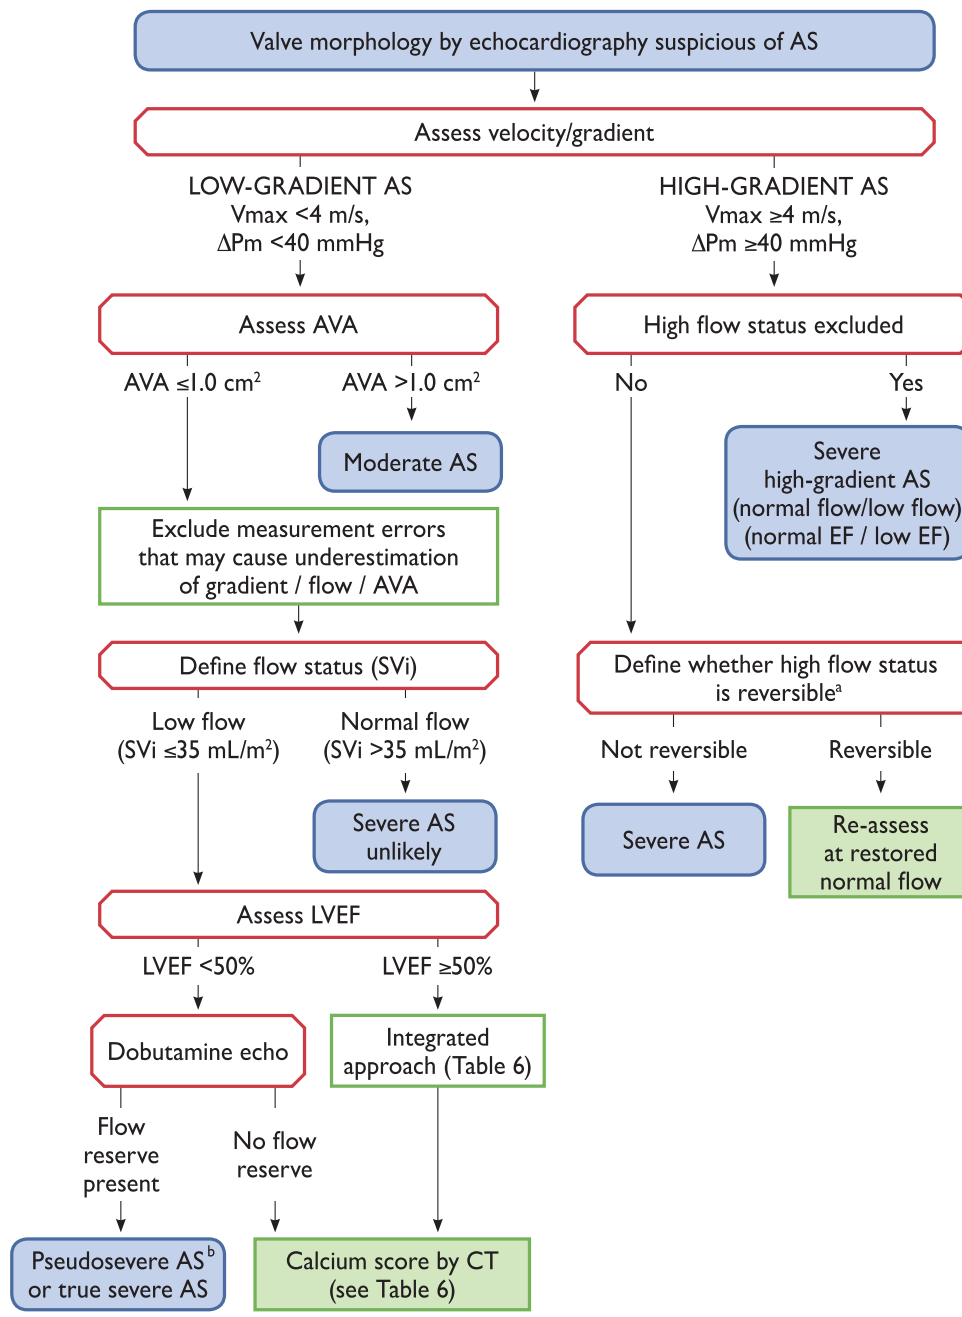 Valve morphology by echocardiography suspicious of AS
Assess velocity/gradient
LOW-GRADIENT AS
Vmax <4 m/s,
ΔPm <40 mmHg
HIGH-GRADIENT AS
Vmax ≥4 m/s,
ΔPm ≥40 mmHg
Assess AVA
High flow status excluded
AVA ≤1.0 cm²
AVA >1.0 cm²
No
Yes
Moderate AS
Severe
high-gradient AS
(normal flow/low flow)
(normal EF / low EF)
Exclude measurement errors
that may cause underestimation
of gradient / flow / AVA
Define flow status (SVi)
Define whether high flow status
is reversibleᵃ
Low flow
(SVi ≤35 mL/m²)
Normal flow
(SVi >35 mL/m²)
Not reversible
Reversible
Severe AS
unlikely
Severe AS
Re-assess
at restored
normal flow
Assess LVEF
LVEF <50%
LVEF ≥50%
Dobutamine echo
Integrated
approach (Table 6)
Flow
reserve
present
No flow
reserve
Pseudosevere ASᵇ
or true severe AS
Calcium score by CT
(see Table 6)